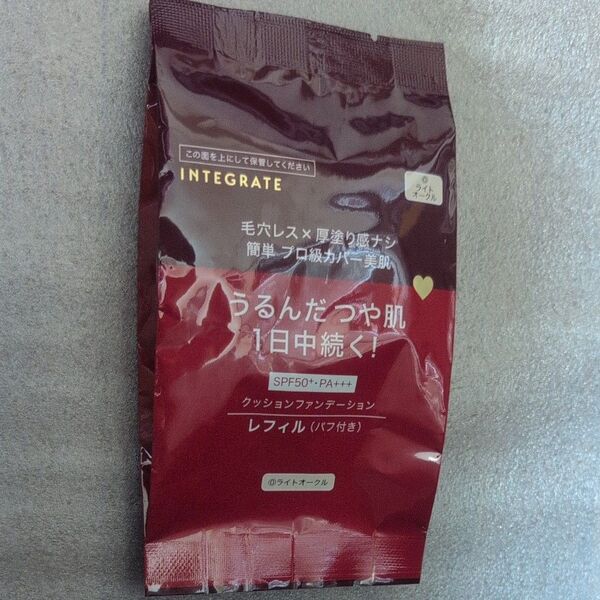 この面を上にして保管してください
INTEGRATE
⓪
ライト
オークル
毛穴レス×厚塗り感ナシ
簡単 プロ級カバー美肌
うるんだ つや肌
1日中続く!
SPF50+・PA+++
クッションファンデーション
レフィル(パフ付き)
⓪ライトオークル